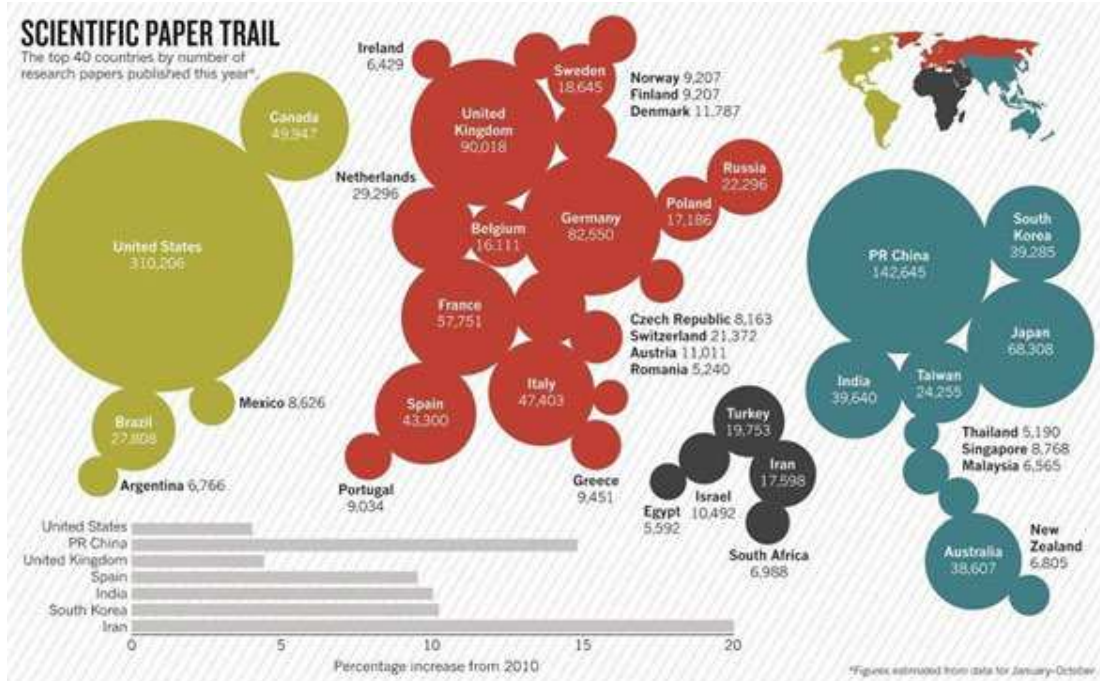 SCIENTIFIC PAPER TRAIL
The top 40 countries by number of
research papers published this year*.
Canada
49,947
United States
310,206
Brazil
27,808
Mexico 8,626
Argentina 6,766
Ireland
6,429
United
Kingdom
90,018
Sweden
18,645
Norway 9,207
Finland 9,207
Denmark 11,787
Netherlands
29,296
Belgium
16,111
Germany
82,550
Poland
17,186
Russia
22,296
France
57,751
Czech Republic 8,163
Switzerland 21,372
Austria 11,011
Romania 5,240
Spain
43,300
Italy
47,403
Portugal
9,034
Greece
9,451
Turkey
19,753
Iran
17,598
Israel
10,492
Egypt
5,592
South Africa
6,988
PR China
142,645
South
Korea
39,285
Japan
68,308
India
39,640
Taiwan
24,255
Thailand 5,190
Singapore 8,768
Malaysia 6,565
Australia
38,607
New
Zealand
6,805
United States
PR China
United Kingdom
Spain
India
South Korea
Iran
0 5 10 15 20
Percentage increase from 2010
*Figures estimated from data for January-October